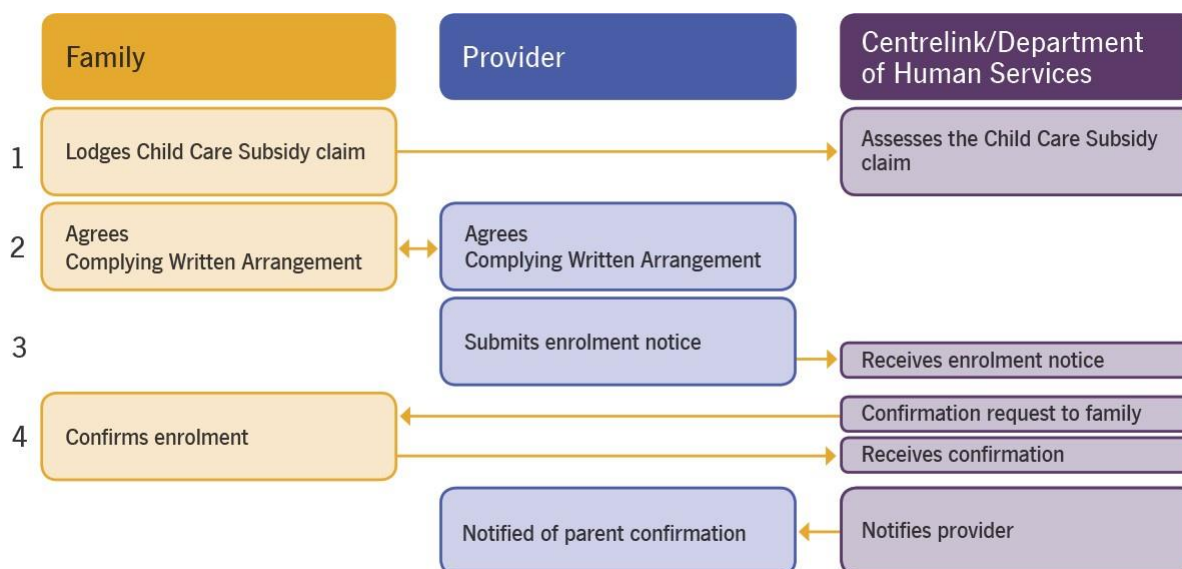 Family
Provider
Centrelink/Department
of Human Services
1
Lodges Child Care Subsidy claim
Assesses the Child Care Subsidy
claim
2
Agrees
Complying Written Arrangement
Agrees
Complying Written Arrangement
3
Submits enrolment notice
Receives enrolment notice
4
Confirms enrolment
Confirmation request to family
Receives confirmation
Notified of parent confirmation
Notifies provider